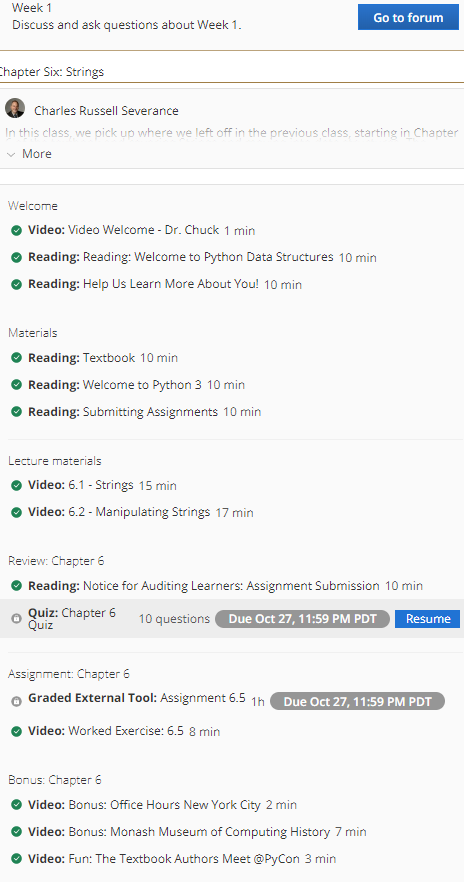 Week 1
Discuss and ask questions about Week 1.
Go to forum
Chapter Six: Strings
Charles Russell Severance
In this class, we pick up where we left off in the previous class, starting in Chapter
More
Welcome
Video: Video Welcome - Dr. Chuck 1 min
Reading: Reading: Welcome to Python Data Structures 10 min
Reading: Help Us Learn More About You! 10 min
Materials
Reading: Textbook 10 min
Reading: Welcome to Python 3 10 min
Reading: Submitting Assignments 10 min
Lecture materials
Video: 6.1 - Strings 15 min
Video: 6.2 - Manipulating Strings 17 min
Review: Chapter 6
Reading: Notice for Auditing Learners: Assignment Submission 10 min
Quiz: Chapter 6
Quiz
10 questions Due Oct 27, 11:59 PM PDT Resume
Assignment: Chapter 6
Graded External Tool: Assignment 6.5 1h Due Oct 27, 11:59 PM PDT
Video: Worked Exercise: 6.5 8 min
Bonus: Chapter 6
Video: Bonus: Office Hours New York City 2 min
Video: Bonus: Monash Museum of Computing History 7 min
Video: Fun: The Textbook Authors Meet @PyCon 3 min